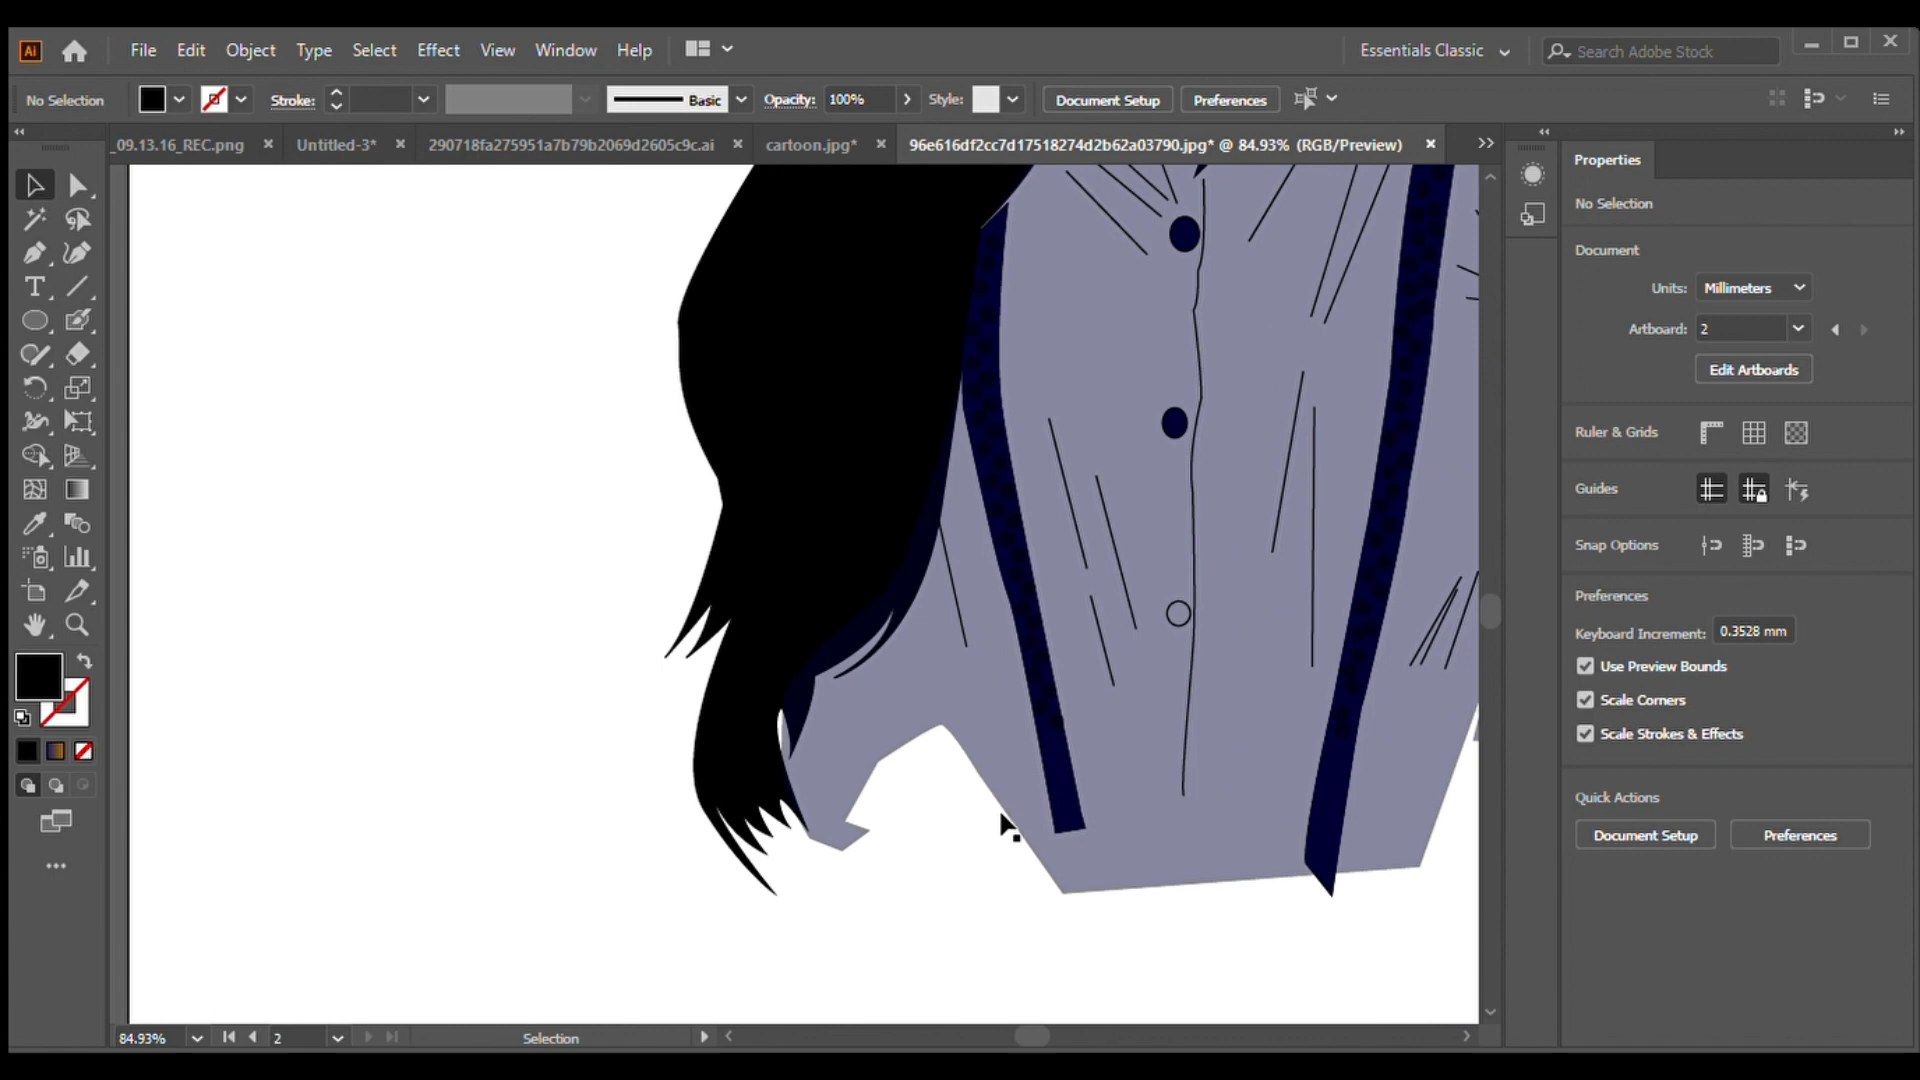 Ai File Edit Object Type Select Effect View Window Help Essentials Classic Search Adobe Stock
No Selection Stroke: Basic Opacity: 100% Style: Document Setup Preferences
_09.13.16_REC.png Untitled-3* 290718fa275951a7b79b2069d2605c9c.ai cartoon.jpg* 96e616df2cc7d17518274d2b62a03790.jpg* @ 84.93% (RGB/Preview)
Properties
No Selection
Document
Units: Millimeters
Artboard: 2
Edit Artboards
Ruler & Grids
Guides
Snap Options
Preferences
Keyboard Increment: 0.3528 mm
Use Preview Bounds
Scale Corners
Scale Strokes & Effects
Quick Actions
Document Setup Preferences
84.93% 2 Selection